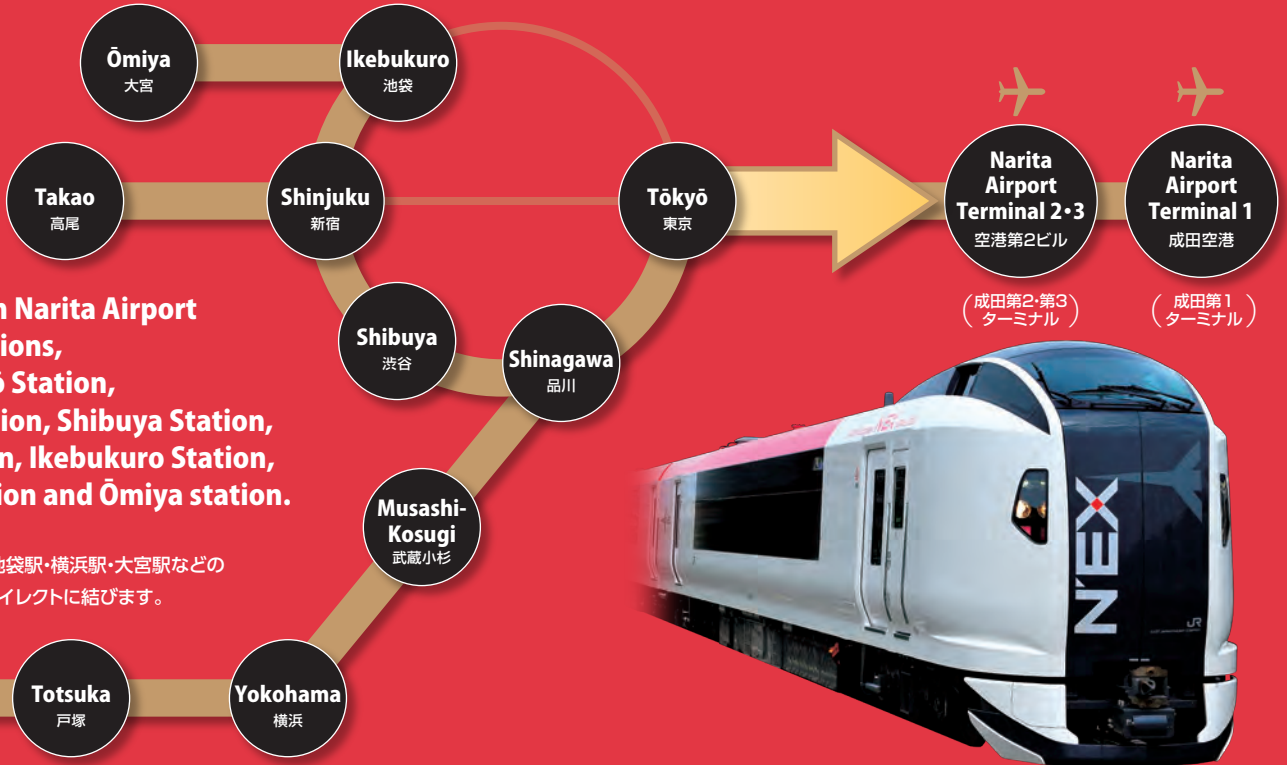 Ōmiya
大宮
Ikebukuro
池袋
Takao
高尾
Shinjuku
新宿
Tōkyō
東京
Narita
Airport
Terminal 2・3
空港第2ビル
(成田第2・第3
ターミナル)
Narita
Airport
Terminal 1
成田空港
(成田第1
ターミナル)
Shibuya
渋谷
Shinagawa
品川
Narita Airport
Station,
Shibuya Station,
Ikebukuro Station,
and Ōmiya station.
袋駅・横浜駅・大宮駅などの
イレクトに結びます。
Musashi-
Kosugi
武蔵小杉
Totsuka
戸塚
Yokohama
横浜
N'EX
JR